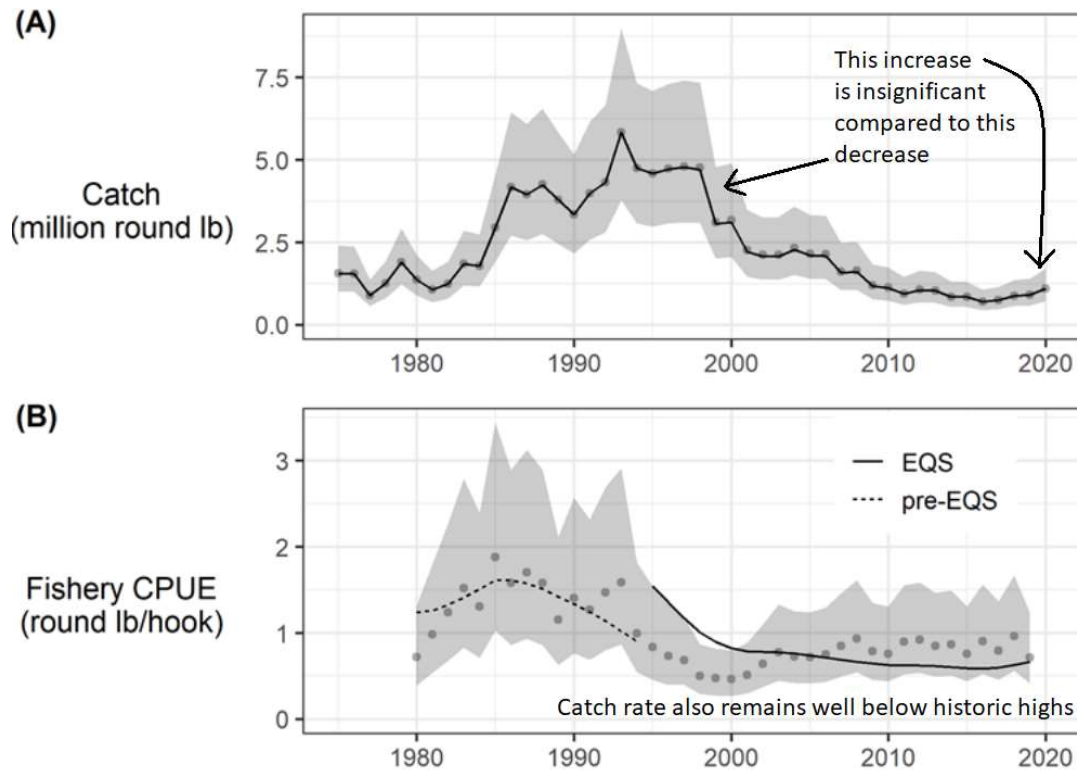 (A)
This increase
is insignificant
compared to this
decrease
7.5
5.0
2.5
0.0
Catch
(million round lb)
1980
1990
2000
2010
2020
(B)
EQS
pre-EQS
3
2
1
0
Fishery CPUE
(round lb/hook)
Catch rate also remains well below historic highs
1980
1990
2000
2010
2020